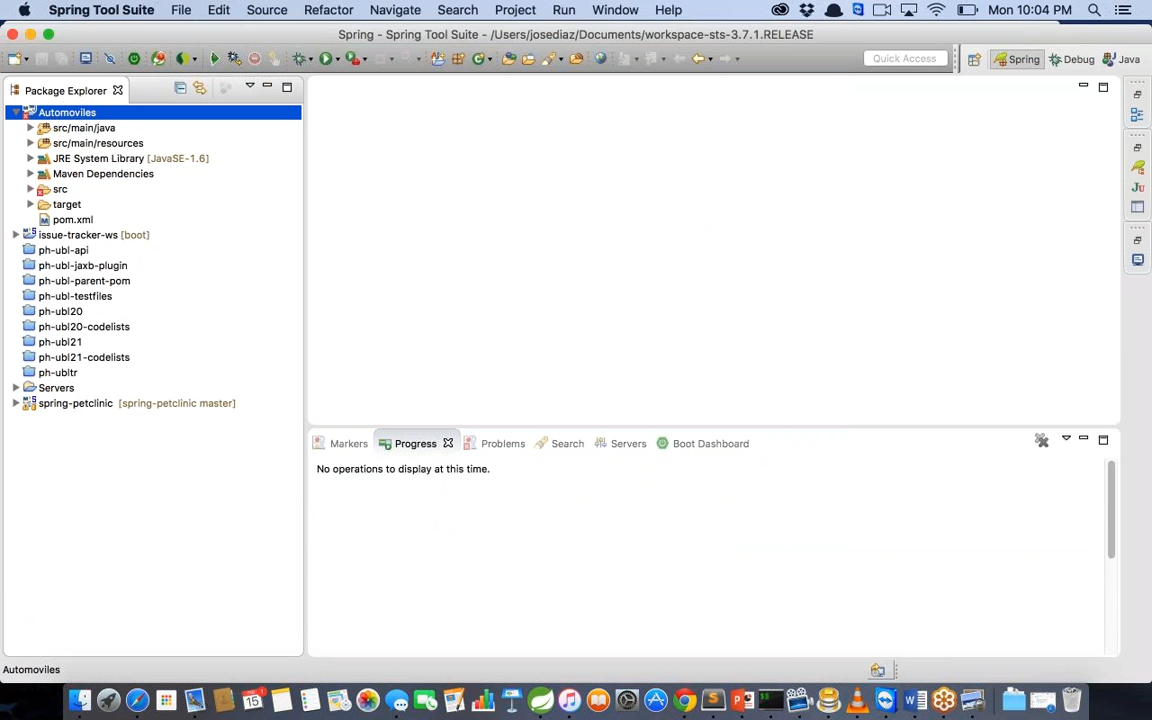 Spring Tool Suite File Edit Source Refactor Navigate Search Project Run Window Help Mon 10:04 PM
Spring - Spring Tool Suite - /Users/josediaz/Documents/workspace-sts-3.7.1.RELEASE
Quick Access Spring Debug Java
Package Explorer
Automoviles
src/main/java
src/main/resources
JRE System Library [JavaSE-1.6]
Maven Dependencies
src
target
pom.xml
issue-tracker-ws [boot]
ph-ubl-api
ph-ubl-jaxb-plugin
ph-ubl-parent-pom
ph-ubl-testfiles
ph-ubl20
ph-ubl20-codelists
ph-ubl21
ph-ubl21-codelists
ph-ubltr
Servers
spring-petclinic [spring-petclinic master]
Markers Progress Problems Search Servers Boot Dashboard
No operations to display at this time.
Ju
Automoviles
15